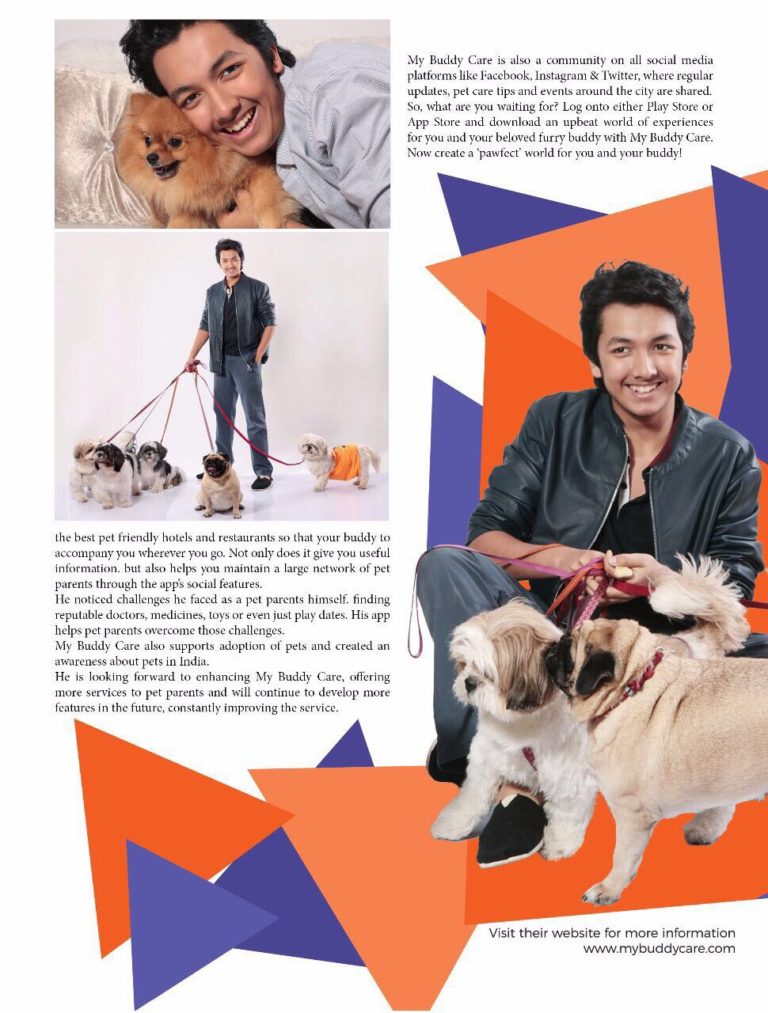 the best pet friendly hotels and restaurants so that your buddy to
accompany you wherever you go. Not only does it give you useful
information. but also helps you maintain a large network of pet
parents through the app's social features.
He noticed challenges he faced as a pet parents himself. finding
reputable doctors, medicines, toys or even just play dates. His app
helps pet parents overcome those challenges.
My Buddy Care also supports adoption of pets and created an
awareness about pets in India.
He is looking forward to enhancing My Buddy Care, offering
more services to pet parents and will continue to develop more
features in the future, constantly improving the service.
My Buddy Care is also a community on all social media
platforms like Facebook, Instagram & Twitter, where regular
updates, pet care tips and events around the city are shared.
So, what are you waiting for? Log onto either Play Store or
App Store and download an upbeat world of experiences
for you and your beloved furry buddy with My Buddy Care.
Now create a 'pawfect' world for you and your buddy!
Visit their website for more information
www.mybuddycare.com